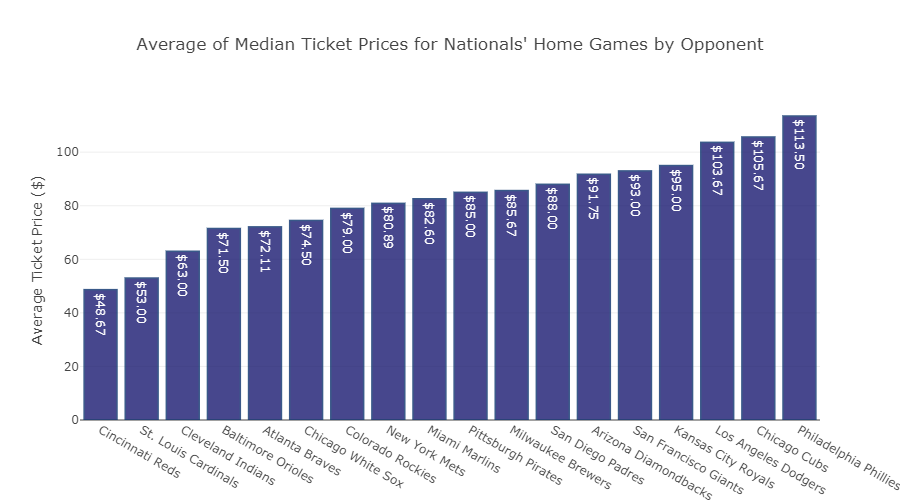 Average of Median Ticket Prices for Nationals' Home Games by Opponent
Average Ticket Price ($)
100
80
60
40
20
0
$48.67
$53.00
$63.00
$71.50
$72.11
$74.50
$79.00
$80.89
$82.60
$85.00
$85.67
$88.00
$91.75
$93.00
$95.00
$103.67
$105.67
$113.50
Cincinnati Reds
St. Louis Cardinals
Cleveland Indians
Baltimore Orioles
Atlanta Braves
Chicago White Sox
Colorado Rockies
New York Mets
Miami Marlins
Pittsburgh Pirates
Milwaukee Brewers
San Diego Padres
Arizona Diamondbacks
San Francisco Giants
Kansas City Royals
Los Angeles Dodgers
Chicago Cubs
Philadelphia Phillies